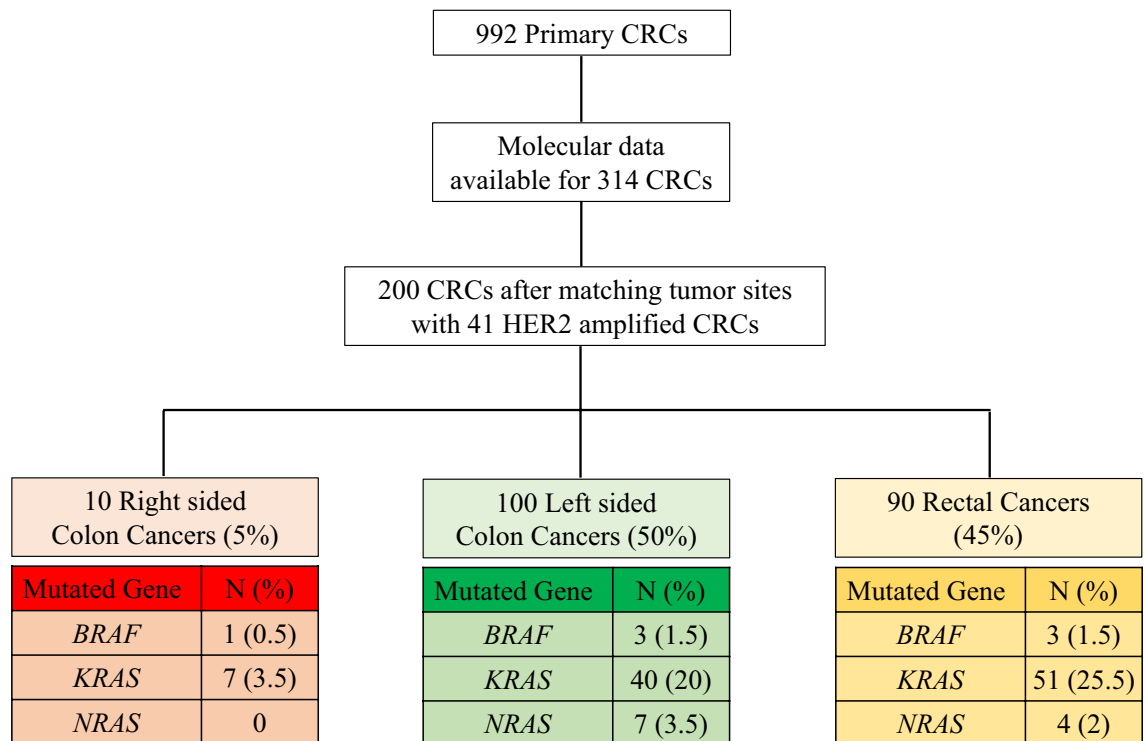 992 Primary CRCs
Molecular data
available for 314 CRCs
200 CRCs after matching tumor sites
with 41 HER2 amplified CRCs
10 Right sided
Colon Cancers (5%)
Mutated Gene N (%)
BRAF 1 (0.5)
KRAS 7 (3.5)
NRAS 0
100 Left sided
Colon Cancers (50%)
Mutated Gene N (%)
BRAF 3 (1.5)
KRAS 40 (20)
NRAS 7 (3.5)
90 Rectal Cancers
(45%)
Mutated Gene N (%)
BRAF 3 (1.5)
KRAS 51 (25.5)
NRAS 4 (2)